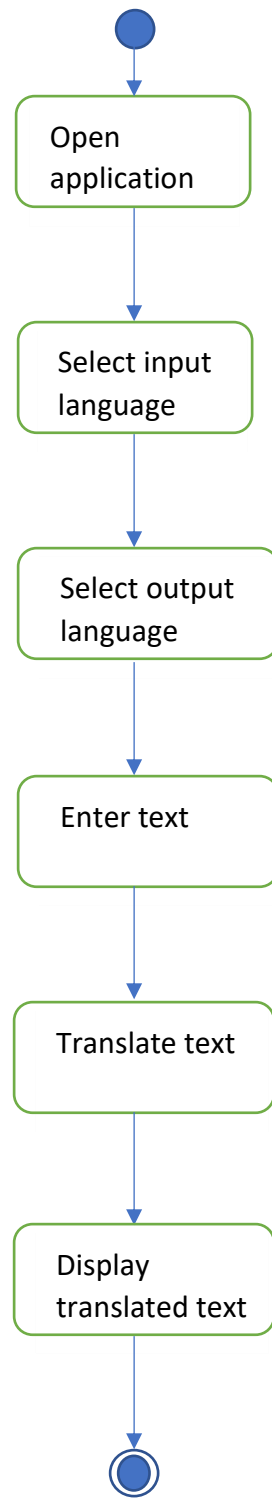 Open
application
Select input
language
Select output
language
Enter text
Translate text
Display
translated text